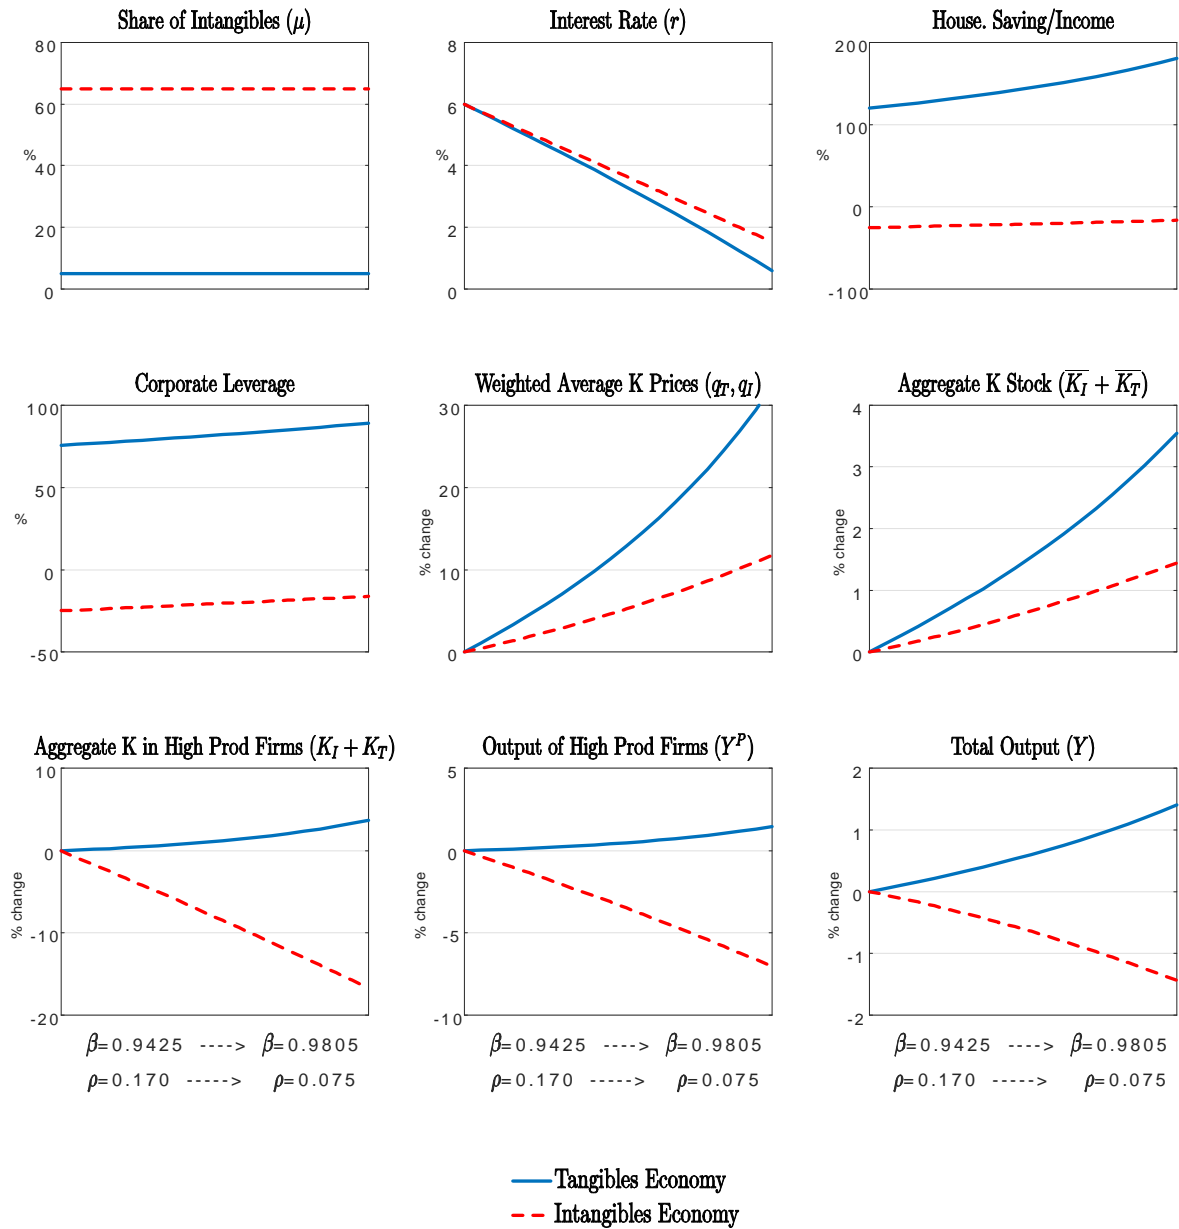 Share of Intangibles (μ)
Interest Rate (r)
House. Saving/Income
80
60
%
40
20
0
8
6
%
4
2
0
200
100
%
0
-100
Corporate Leverage
Weighted Average K Prices (q_T, q_I)
Aggregate K Stock (K̅_I̅ + K̅_T̅)
100
50
%
0
-50
30
20
% change
10
0
4
3
% change
2
1
0
Aggregate K in High Prod Firms (K_I + K_T)
Output of High Prod Firms (Y^P)
Total Output (Y)
10
0
% change
-10
-20
5
0
% change
-5
-10
2
1
0
% change
-1
-2
β=0.9425 ----> β=0.9805
ρ=0.170 -----> ρ=0.075
β=0.9425 ----> β=0.9805
ρ=0.170 -----> ρ=0.075
β=0.9425 ----> β=0.9805
ρ=0.170 -----> ρ=0.075
Tangibles Economy
Intangibles Economy